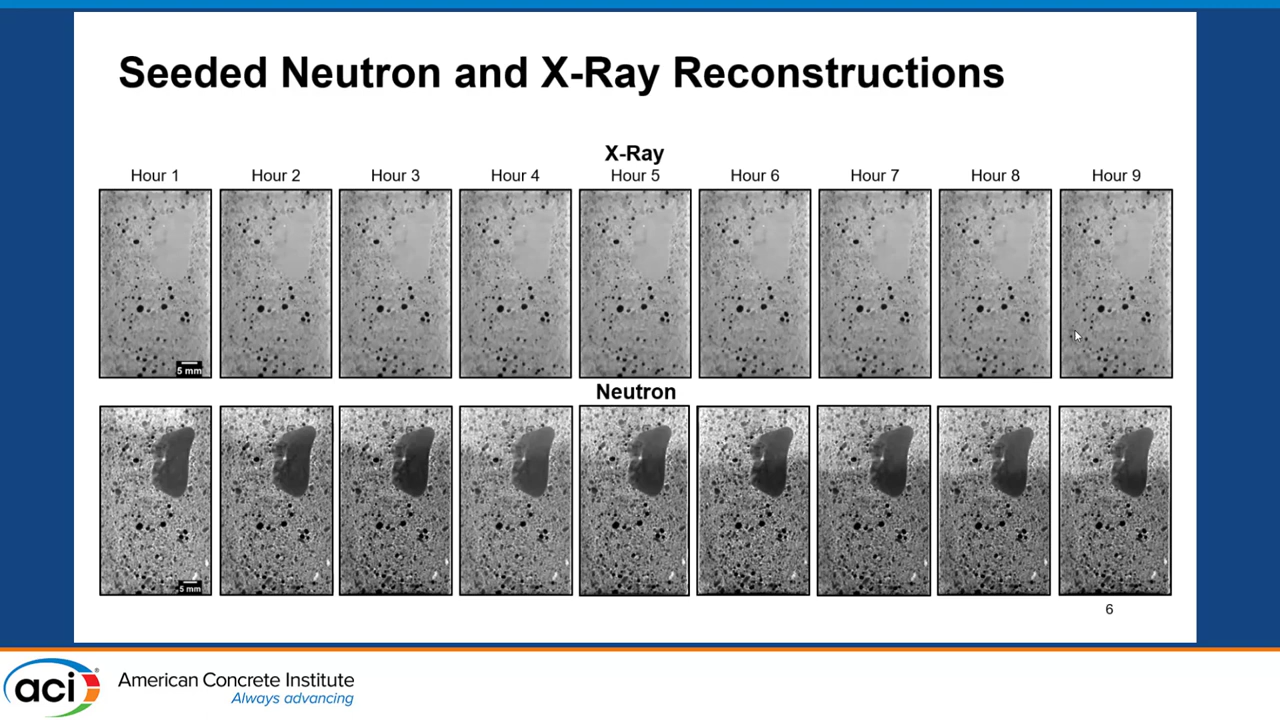 Seeded Neutron and X-Ray Reconstructions
X-Ray
Hour 1 Hour 2 Hour 3 Hour 4 Hour 5 Hour 6 Hour 7 Hour 8 Hour 9
5 mm
Neutron
5 mm
6
aci®
American Concrete Institute
Always advancing